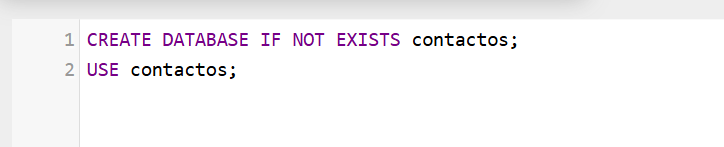 1 CREATE DATABASE IF NOT EXISTS contactos;
2 USE contactos;